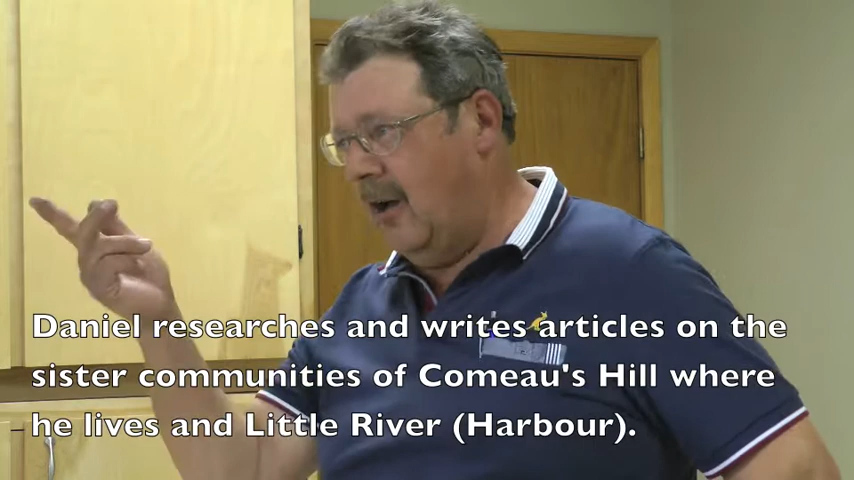 Daniel researches and writes articles on the
sister communities of Comeau's Hill where
he lives and Little River (Harbour).